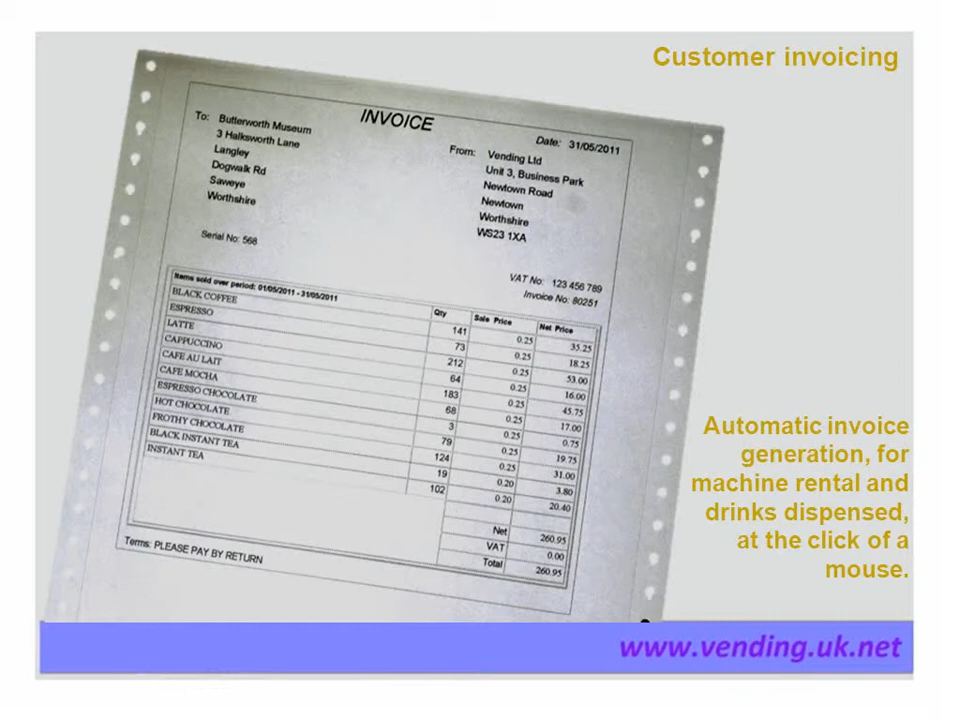 Customer invoicing
INVOICE
Date: 31/05/2011
To: Butterworth Museum
3 Halksworth Lane
Langley
Dogwalk Rd
Saweye
Worthshire
From: Vending Ltd
Unit 3, Business Park
Newtown Road
Newtown
Worthshire
WS23 1XA
Serial No: 568
VAT No: 123 456 789
Invoice No: 80251
Items sold over period: 01/05/2011 - 31/05/2011 Qty Sale Price Net Price
BLACK COFFEE 141 0.25 35.25
ESPRESSO 73 0.25 18.25
LATTE 212 0.25 53.00
CAPPUCCINO 64 0.25 16.00
CAFE AU LAIT 183 0.25 45.75
CAFE MOCHA 68 0.25 17.00
ESPRESSO CHOCOLATE 3 0.25 0.75
HOT CHOCOLATE 79 0.25 19.75
FROTHY CHOCOLATE 124 0.25 31.00
BLACK INSTANT TEA 19 0.20 3.80
INSTANT TEA 102 0.20 20.40
Net 260.95
VAT 0.00
Total 260.95
Terms: PLEASE PAY BY RETURN
Automatic invoice
generation, for
machine rental and
drinks dispensed,
at the click of a
mouse.
www.vending.uk.net